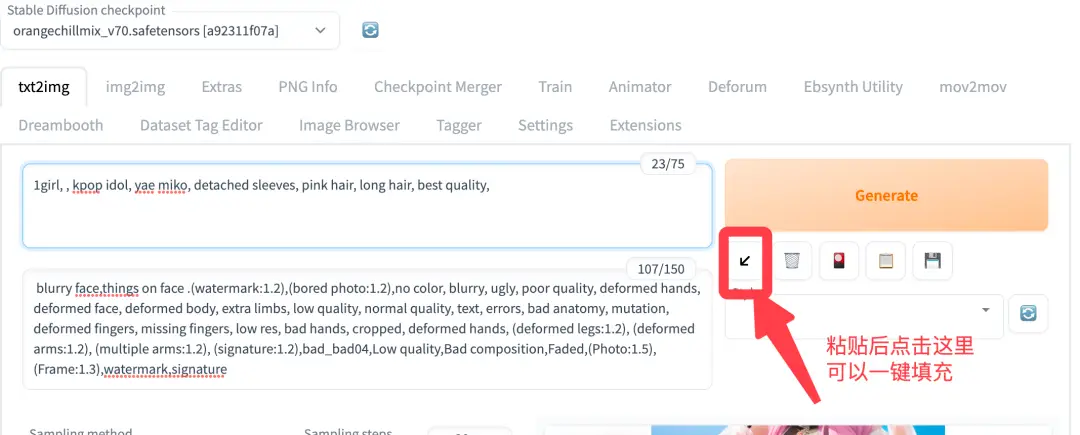 Stable Diffusion checkpoint
orangechillmix_v70.safetensors [a92311f07a]
txt2img img2img Extras PNG Info Checkpoint Merger Train Animator Deforum Ebsynth Utility mov2mov
Dreambooth Dataset Tag Editor Image Browser Tagger Settings Extensions
23/75
1girl, , kpop idol, yae miko, detached sleeves, pink hair, long hair, best quality,
Generate
107/150
blurry face,things on face .(watermark:1.2),(bored photo:1.2),no color, blurry, ugly, poor quality, deformed hands,
deformed face, deformed body, extra limbs, low quality, normal quality, text, errors, bad anatomy, mutation,
deformed fingers, missing fingers, low res, bad hands, cropped, deformed hands, (deformed legs:1.2), (deformed
arms:1.2), (multiple arms:1.2), (signature:1.2),bad_bad04,Low quality,Bad composition,Faded,(Photo:1.5),
(Frame:1.3),watermark,signature
粘贴后点击这里
可以一键填充
Sampling method Sampling steps